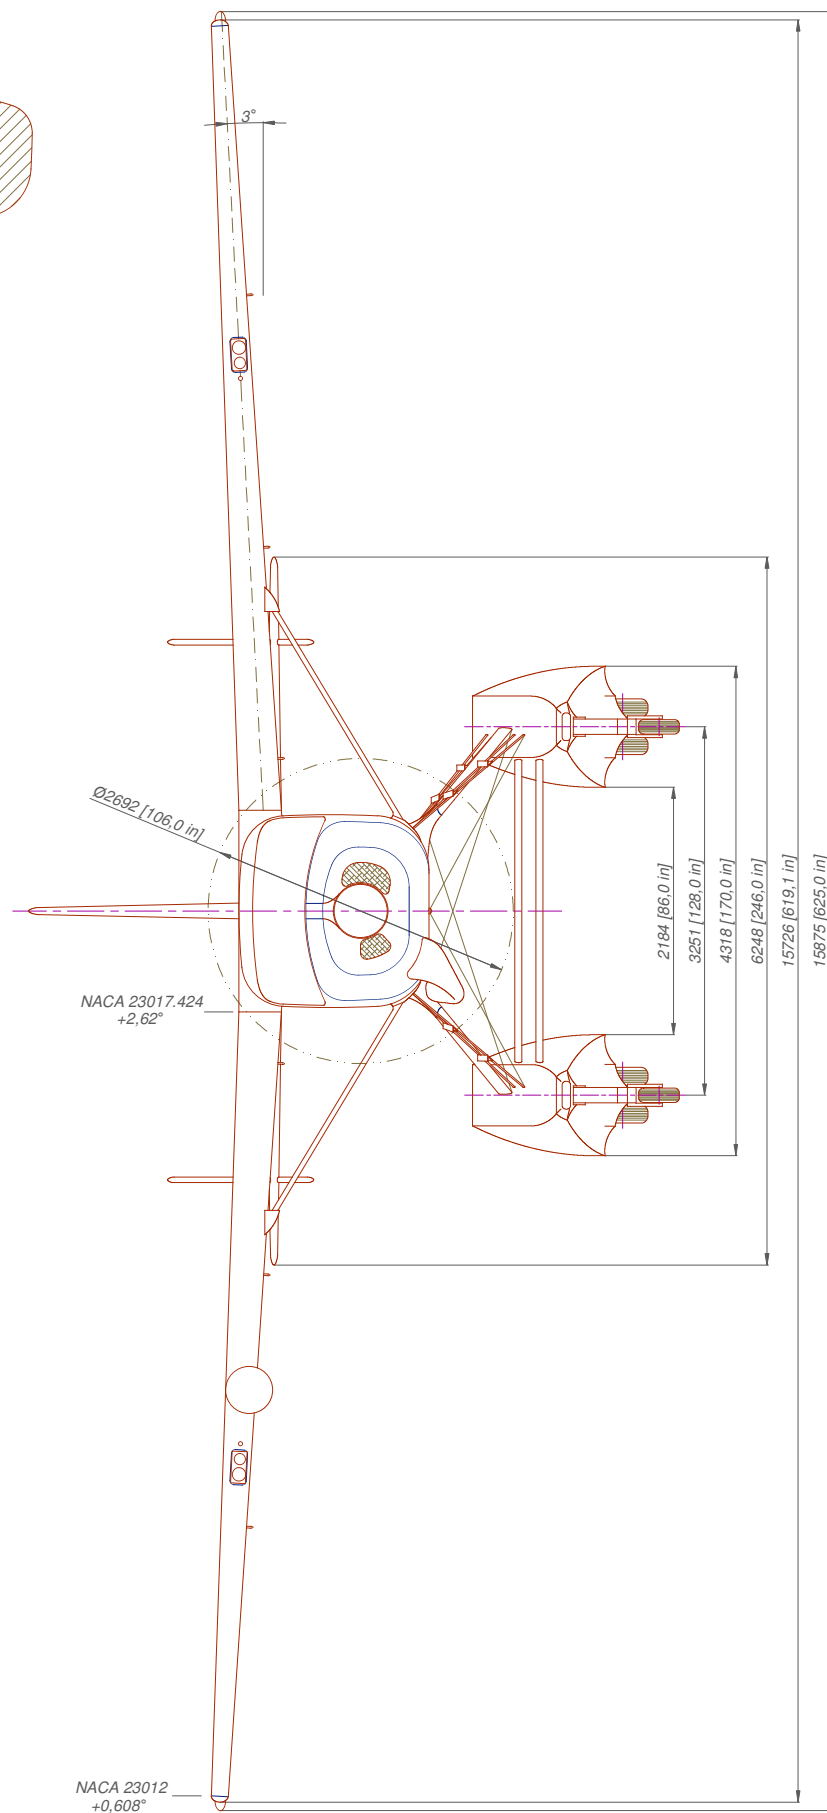 3°
Ø2692 [106,0 in]
2184 [86,0 in]
3251 [128,0 in]
4318 [170,0 in]
6248 [246,0 in]
15726 [619,1 in]
15875 [625,0 in]
NACA 23017.424
+2,62°
NACA 23012
+0,608°